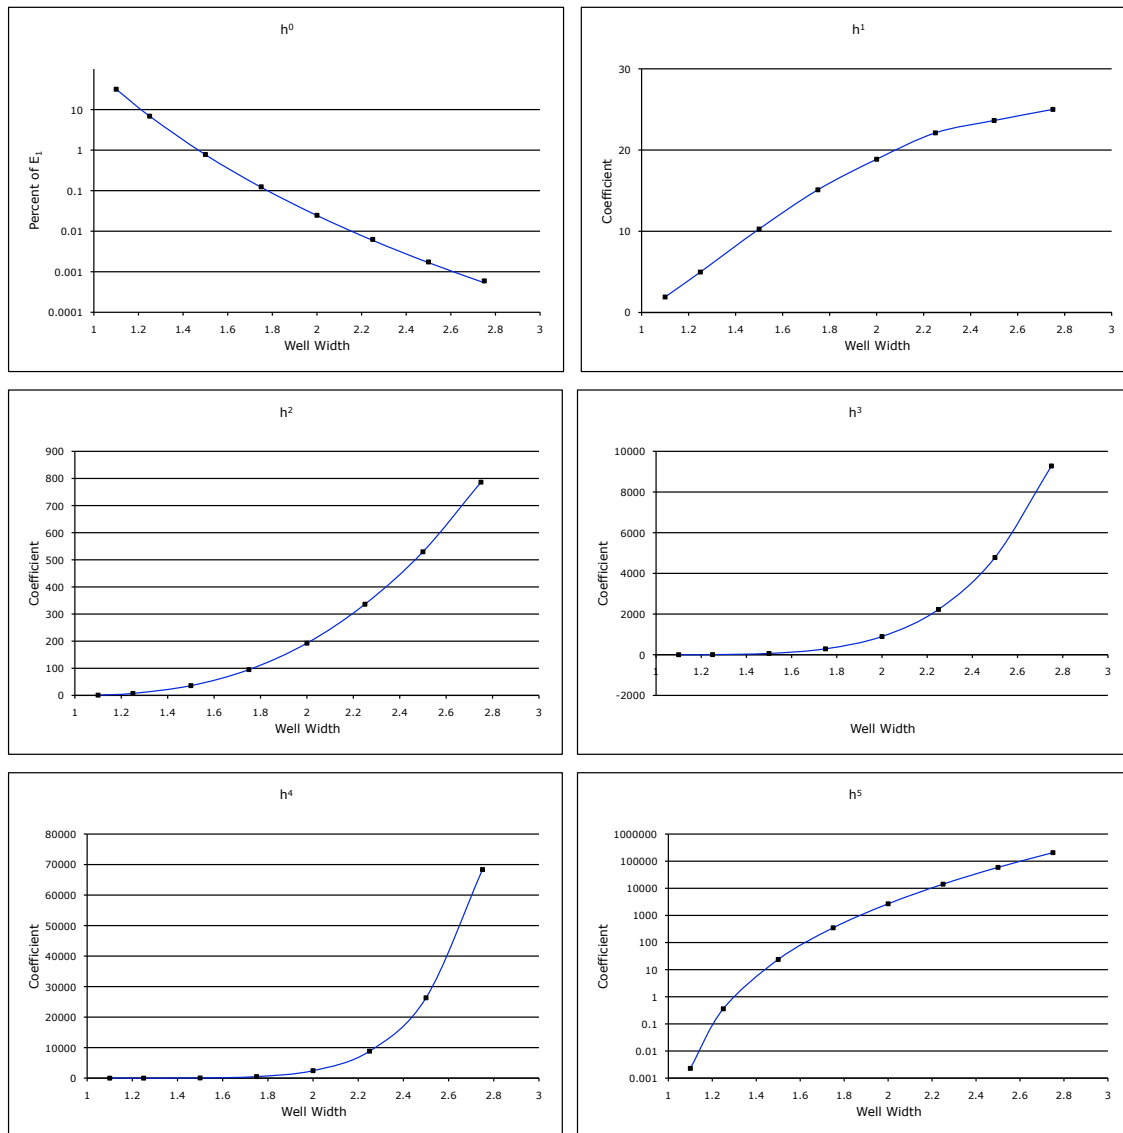 h⁰
Percent of E₁
10
1
0.1
0.01
0.001
0.0001
1 1.2 1.4 1.6 1.8 2 2.2 2.4 2.6 2.8 3
Well Width
h¹
Coefficient
30
20
10
0
1 1.2 1.4 1.6 1.8 2 2.2 2.4 2.6 2.8 3
Well Width
h²
Coefficient
900
800
700
600
500
400
300
200
100
0
1 1.2 1.4 1.6 1.8 2 2.2 2.4 2.6 2.8 3
Well Width
h³
Coefficient
10000
8000
6000
4000
2000
0
-2000
1 1.2 1.4 1.6 1.8 2 2.2 2.4 2.6 2.8 3
Well Width
h⁴
Coefficient
80000
70000
60000
50000
40000
30000
20000
10000
0
1 1.2 1.4 1.6 1.8 2 2.2 2.4 2.6 2.8 3
Well Width
h⁵
Coefficient
1000000
100000
10000
1000
100
10
1
0.1
0.01
0.001
1 1.2 1.4 1.6 1.8 2 2.2 2.4 2.6 2.8 3
Well Width